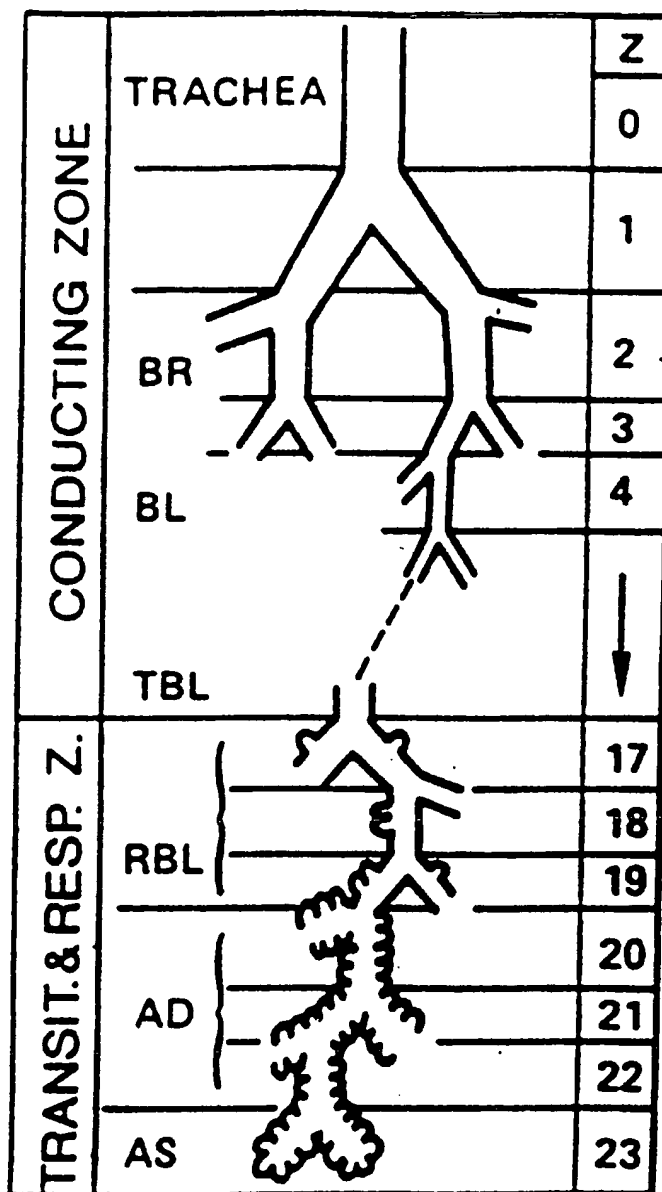 Z
TRACHEA
0
CONDUCTING ZONE
1
BR
2
3
BL
4
TBL
TRANSIT.& RESP. Z.
17
18
RBL
19
20
AD
21
22
AS
23